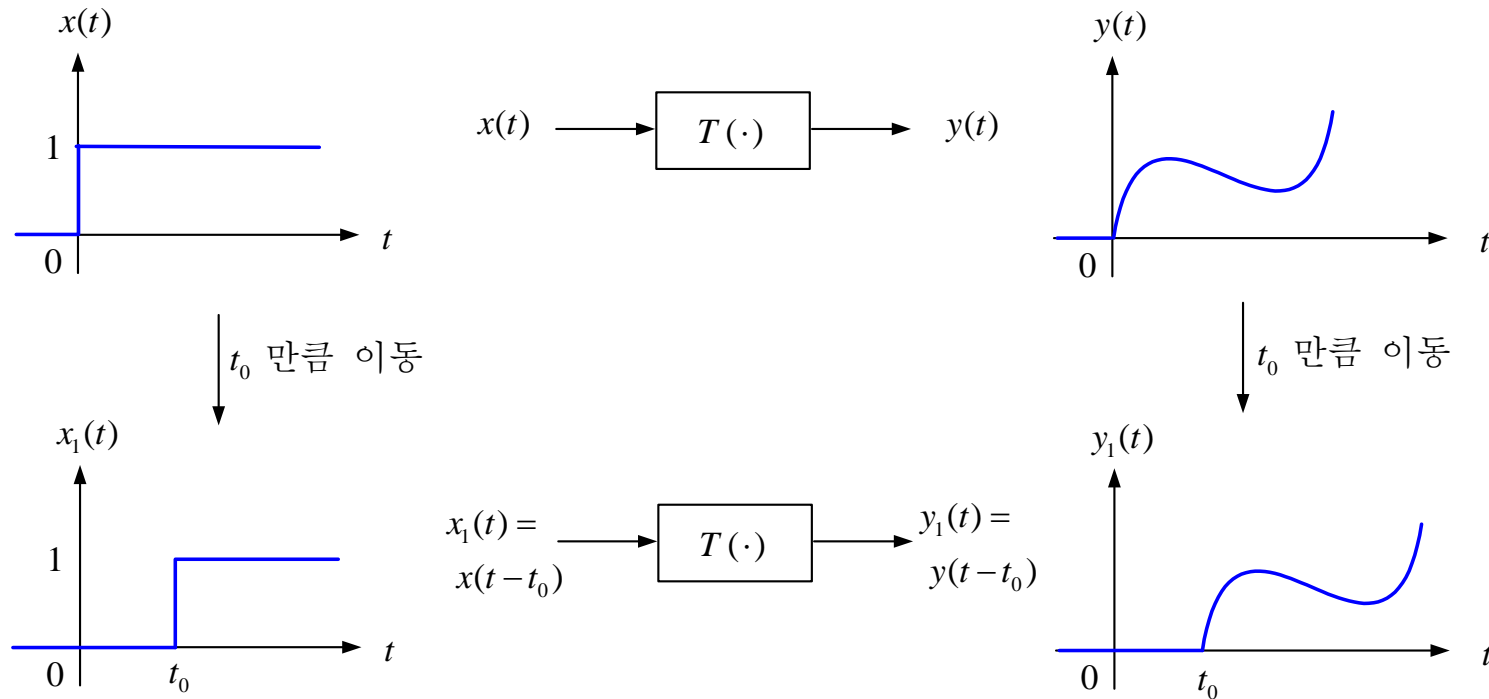 x(t)
1
0
t
x(t)
T(·)
y(t)
y(t)
0
t
t₀ 만큼 이동
t₀ 만큼 이동
x₁(t)
1
0
t₀
t
x₁(t) =
x(t − t₀)
T(·)
y₁(t) =
y(t − t₀)
y₁(t)
0
t₀
t